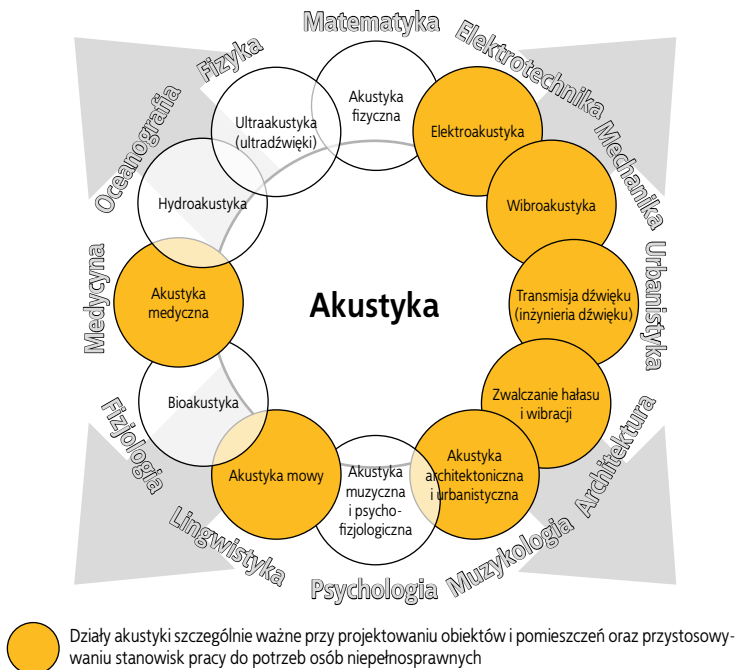 Matematyka
Elektrotechnika
Mechanika
Urbanistyka
Architektura
Muzykologia
Psychologia
Lingwistyka
Fizjologia
Medycyna
Oceanografia
Fizyka
Akustyka
fizyczna
Elektroakustyka
Wibroakustyka
Transmisja dźwięku
(inżynieria dźwięku)
Zwalczanie hałasu
i wibracji
Akustyka
architektoniczna
i urbanistyczna
Akustyka
muzyczna
i psycho-
fizjologiczna
Akustyka mowy
Bioakustyka
Akustyka
medyczna
Hydroakustyka
Ultraakustyka
(ultradźwięki)
Akustyka
Działy akustyki szczególnie ważne przy projektowaniu obiektów i pomieszczeń oraz przystosowy-
waniu stanowisk pracy do potrzeb osób niepełnosprawnych